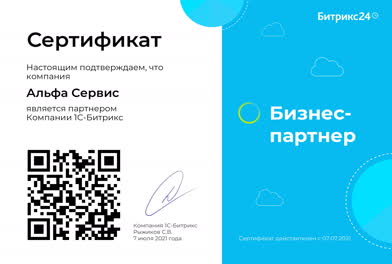 Сертификат
Настоящим подтверждаем, что
компания
Альфа Сервис
является партнером
Компании 1С-Битрикс
Компания 1С-Битрикс
Рыжиков С.В.
7 июля 2021 года
Битрикс24
Бизнес-
партнер
Сертификат действителен с 07.07.2021